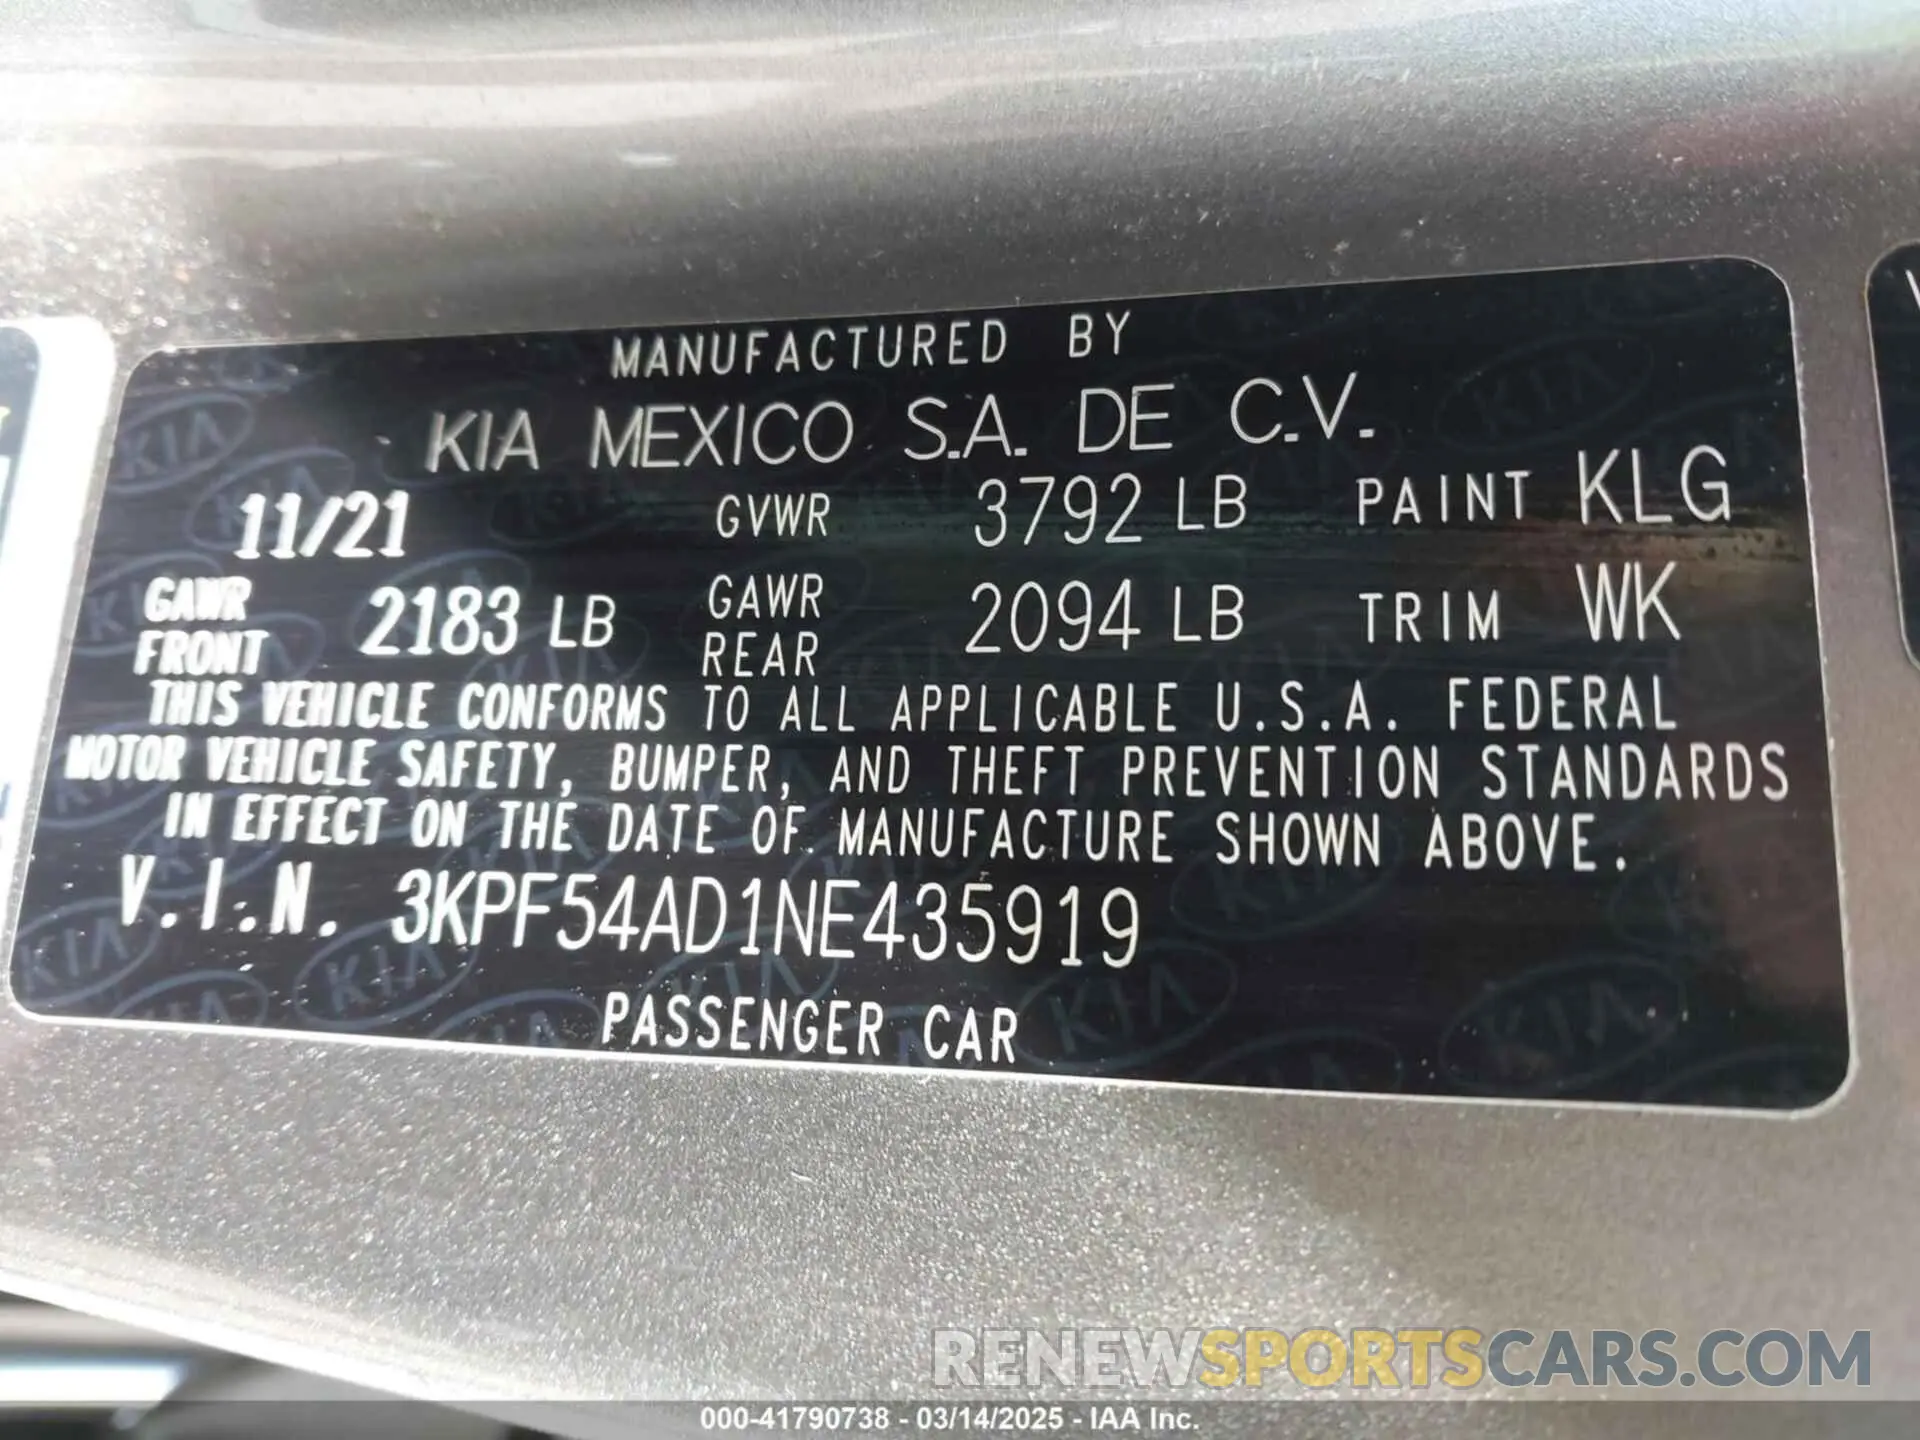 MANUFACTURED BY
KIA MEXICO S.A. DE C.V.
11/21 GVWR 3792 LB PAINT KLG
GAWR FRONT 2183 LB GAWR REAR 2094 LB TRIM WK
THIS VEHICLE CONFORMS TO ALL APPLICABLE U.S.A. FEDERAL
MOTOR VEHICLE SAFETY, BUMPER, AND THEFT PREVENTION STANDARDS
IN EFFECT ON THE DATE OF MANUFACTURE SHOWN ABOVE.
V.I.N. 3KPF54AD1NE435919
PASSENGER CAR
RENEWSPORTSCARS.COM
000-41790738 - 03/14/2025 - IAA Inc.